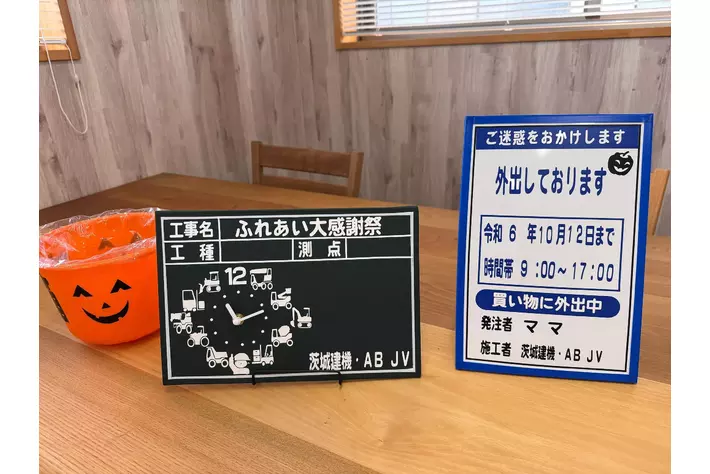 工事名 ふれあい大感謝祭
工種 測点
12
茨城建機・AB JV
ご迷惑をおかけします
外出しております
令和 6 年10月12日まで
時間帯 9:00~17:00
買い物に外出中
発注者 ママ
施工者 茨城建機・AB JV